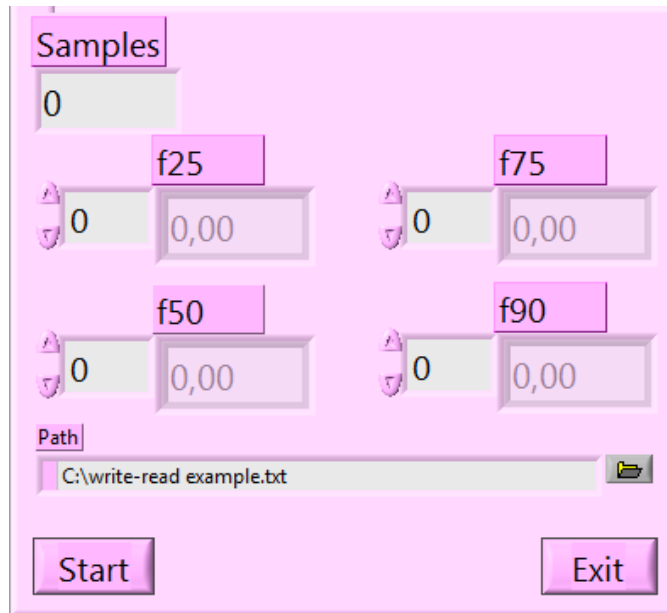 Samples
0
f25 f75
0 0,00 0 0,00
f50 f90
0 0,00 0 0,00
Path
C:\write-read example.txt
Start Exit